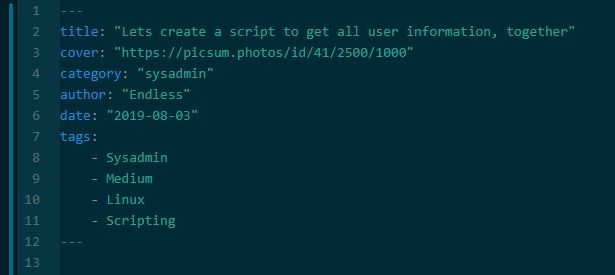 1 ---
2 title: "Lets create a script to get all user information, together"
3 cover: "https://picsum.photos/id/41/2500/1000"
4 category: "sysadmin"
5 author: "Endless"
6 date: "2019-08-03"
7 tags:
8     - Sysadmin
9     - Medium
10     - Linux
11     - Scripting
12 ---
13